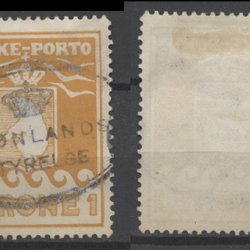 KE-PORTO
ONLANDS
TYRELSE
RONE 1